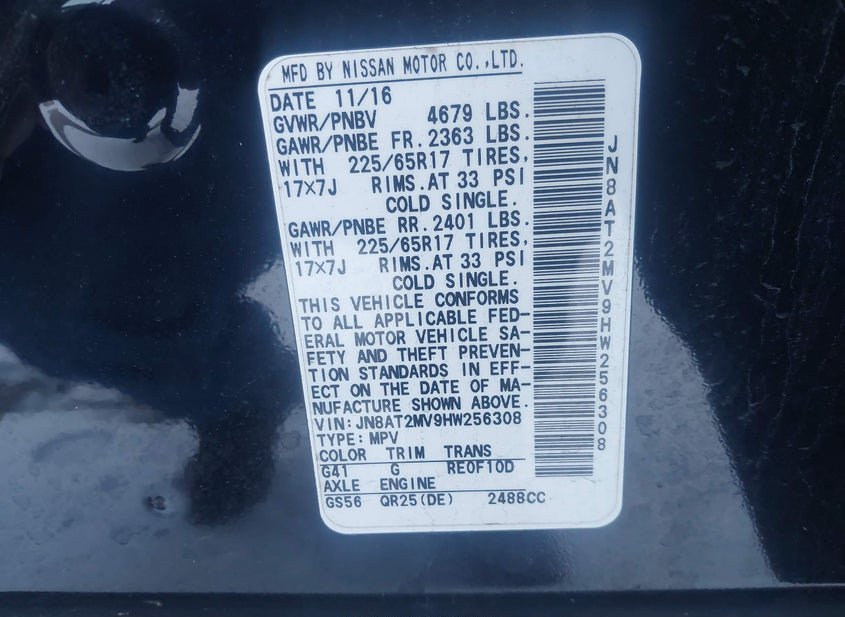 MFD BY NISSAN MOTOR CO.,LTD.
DATE 11/16
GVWR/PNBV 4679 LBS.
GAWR/PNBE FR. 2363 LBS.
WITH 225/65R17 TIRES,
17×7J RIMS.AT 33 PSI
COLD SINGLE.
GAWR/PNBE RR. 2401 LBS.
WITH 225/65R17 TIRES,
17×7J RIMS.AT 33 PSI
COLD SINGLE.
THIS VEHICLE CONFORMS
TO ALL APPLICABLE FED-
ERAL MOTOR VEHICLE SA-
FETY AND THEFT PREVEN-
TION STANDARDS IN EFF-
ECT ON THE DATE OF MA-
NUFACTURE SHOWN ABOVE.
VIN: JN8AT2MV9HW256308
TYPE: MPV
COLOR TRIM TRANS
G41 G RE0F10D
AXLE ENGINE
GS56 QR25(DE) 2488CC
JN8AT2MV9HW256308